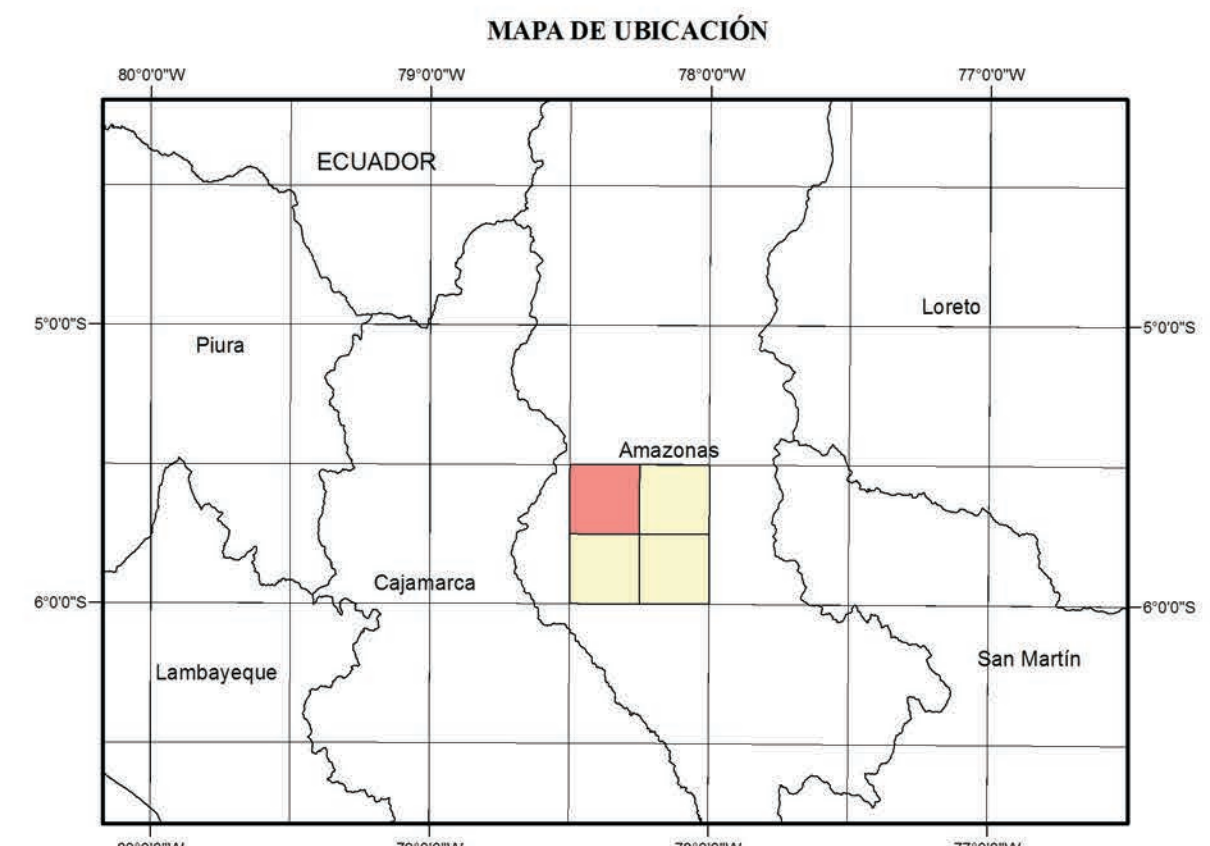 MAPA DE UBICACIÓN
80°0'0"W 79°0'0"W 78°0'0"W 77°0'0"W
ECUADOR
Loreto
5°0'0"S 5°0'0"S
Piura
Amazonas
Cajamarca
6°0'0"S 6°0'0"S
San Martín
Lambayeque